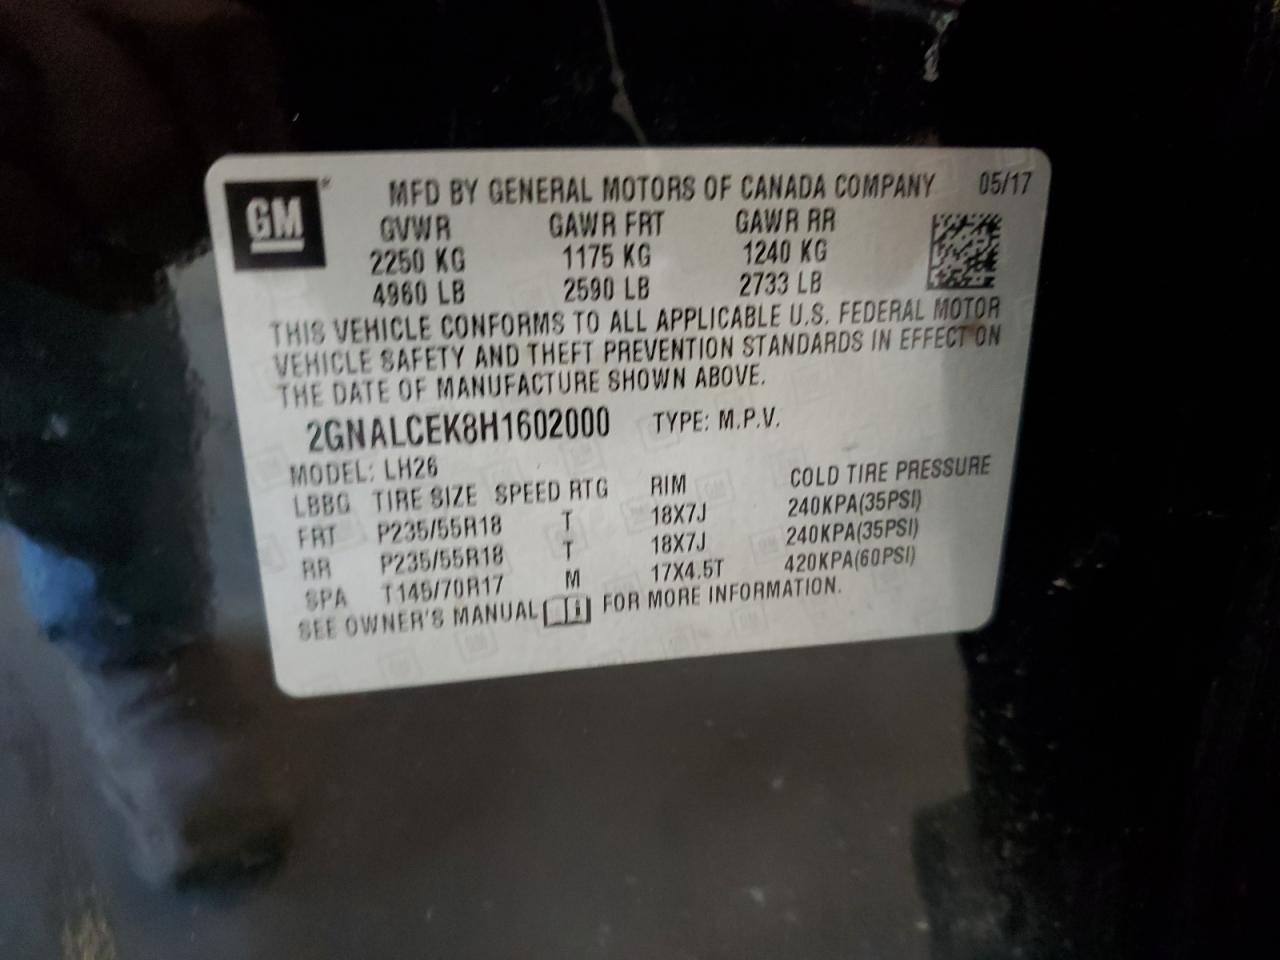 GM® MFD BY GENERAL MOTORS OF CANADA COMPANY 05/17
GVWR GAWR FRT GAWR RR
2250 KG 1175 KG 1240 KG
4960 LB 2590 LB 2733 LB
THIS VEHICLE CONFORMS TO ALL APPLICABLE U.S. FEDERAL MOTOR
VEHICLE SAFETY AND THEFT PREVENTION STANDARDS IN EFFECT ON
THE DATE OF MANUFACTURE SHOWN ABOVE.
2GNALCEK8H1602000 TYPE: M.P.V.
MODEL: LH26
LBBG TIRE SIZE SPEED RTG RIM COLD TIRE PRESSURE
FRT P235/55R18 T 18X7J 240KPA(35PSI)
RR P235/55R18 T 18X7J 240KPA(35PSI)
SPA T145/70R17 M 17X4.5T 420KPA(60PSI)
SEE OWNER'S MANUAL FOR MORE INFORMATION.